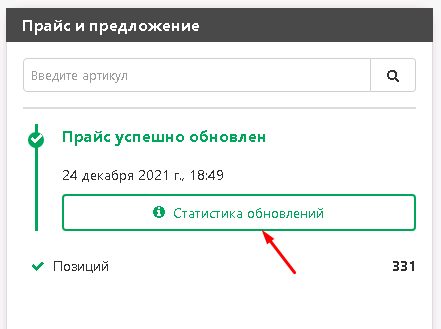 Прайс и предложение
Введите артикул
Прайс успешно обновлен
24 декабря 2021 г., 18:49
Статистика обновлений
Позиций 331